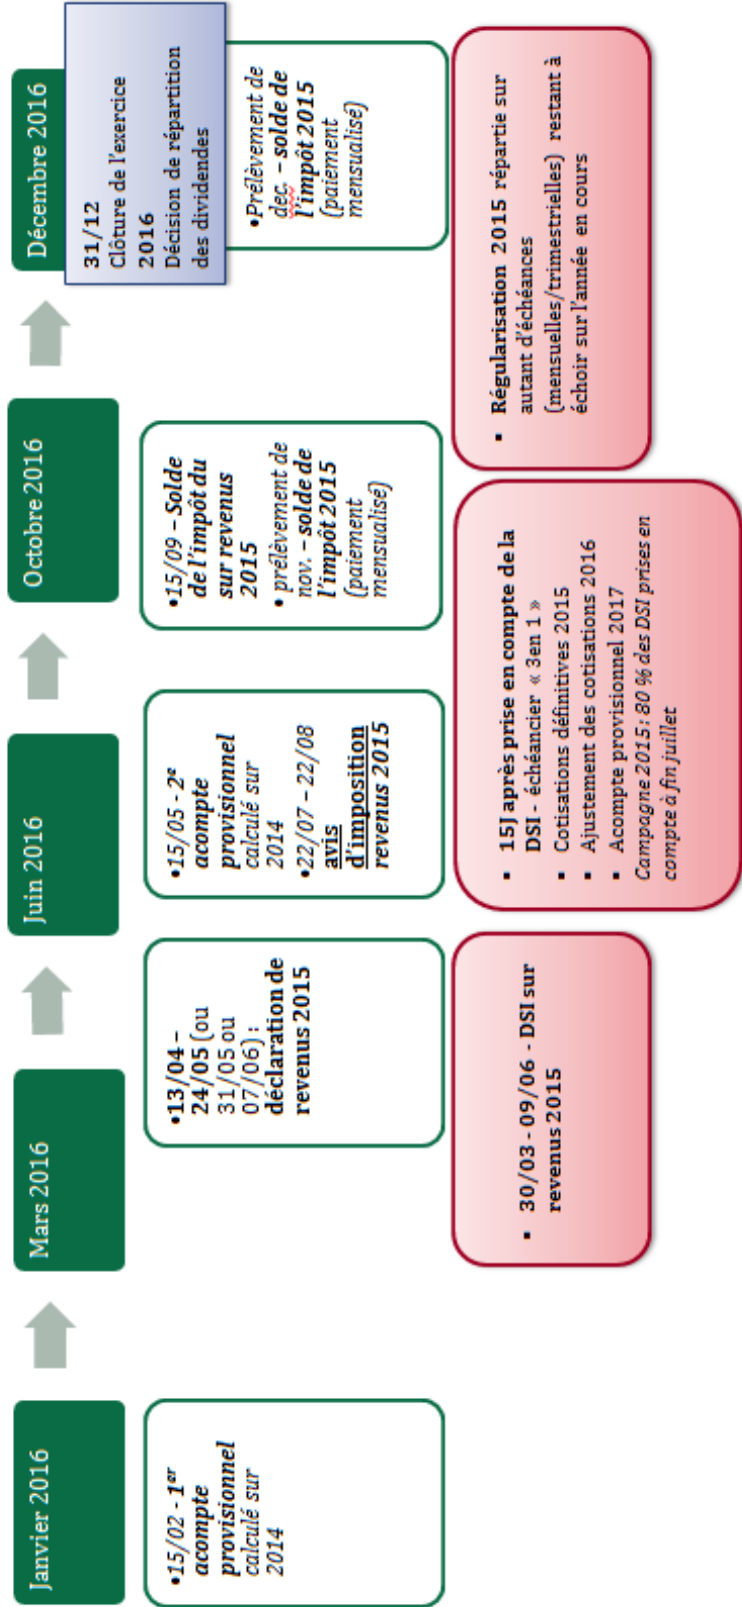 Janvier 2016
Mars 2016
Juin 2016
Octobre 2016
Décembre 2016
31/12
Clôture de l'exercice
2016
Décision de répartition
des dividendes
•15/02 - 1er
acompte
provisionnel
calculé sur
2014
•13/04 –
24/05 (ou
31/05 ou
07/06) :
déclaration de
revenus 2015
•15/05 - 2e
acompte
provisionnel
calculé sur
2014
•22/07 – 22/08
avis
d'imposition
revenus 2015
•15/09 – Solde
de l'impôt du
sur revenus
2015
• prélèvement de
nov. – solde de
l'impôt 2015
(paiement
mensualisé)
•Prélèvement de
dec. – solde de
l'impôt 2015
(paiement
mensualisé)
▪ 30/03 - 09/06 - DSI sur
revenus 2015
▪ 15J après prise en compte de la
DSI - échéancier « 3en 1 »
▪ Cotisations définitives 2015
▪ Ajustement des cotisations 2016
▪ Acompte provisionnel 2017
Campagne 2015 : 80 % des DSI prises en
compte à fin juillet
▪ Régularisation 2015 répartie sur
autant d'échéances
(mensuelles/trimestrielles) restant à
échoir sur l'année en cours